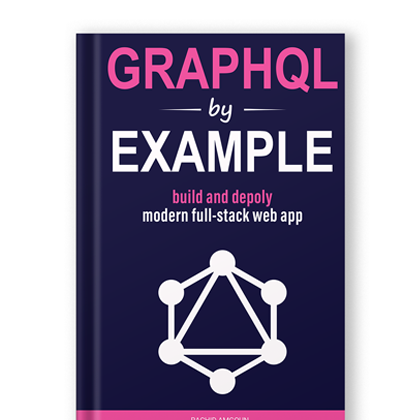 GRAPHQL
by
EXAMPLE
build and depoly
modern full-stack web app